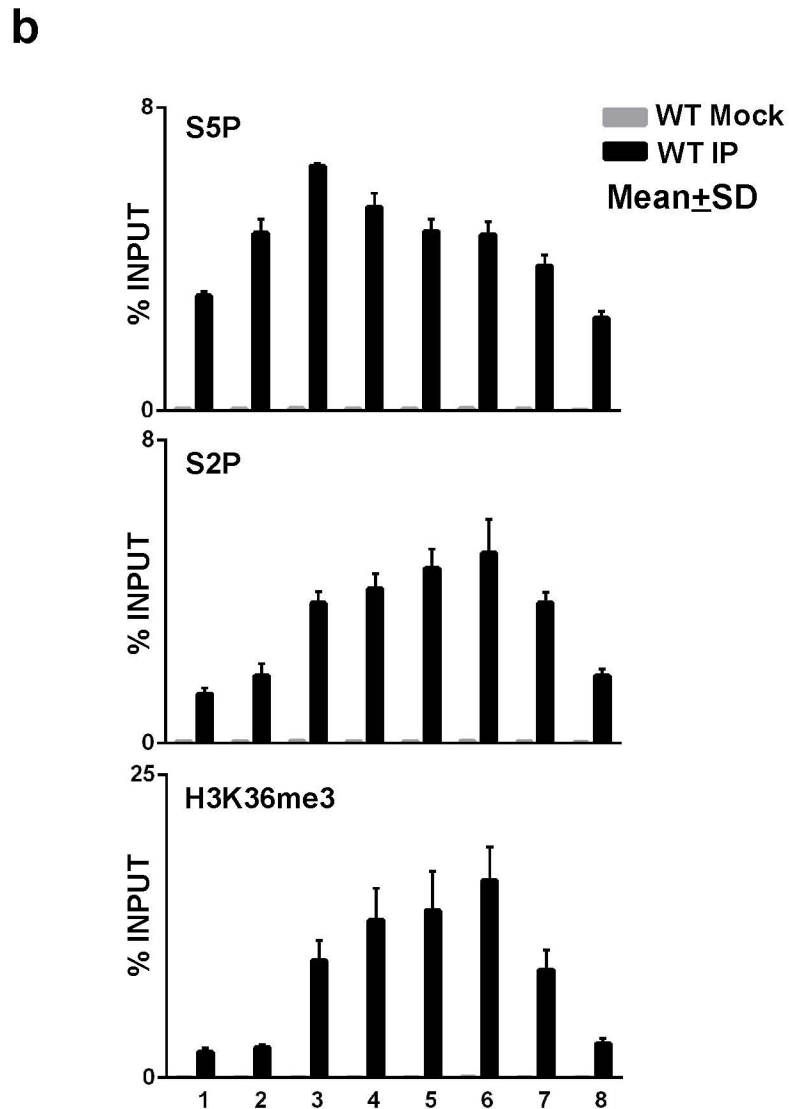 b
8
S5P
WT Mock
WT IP
Mean±SD
% INPUT
0
8
S2P
% INPUT
0
25
H3K36me3
% INPUT
0
1 2 3 4 5 6 7 8